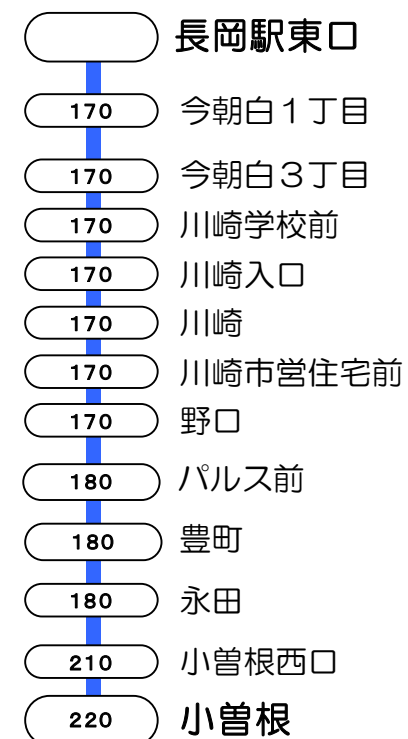 長岡駅東口
170 今朝白１丁目
170 今朝白３丁目
170 川崎学校前
170 川崎入口
170 川崎
170 川崎市営住宅前
170 野口
180 パルス前
180 豊町
180 永田
210 小曽根西口
220 小曽根